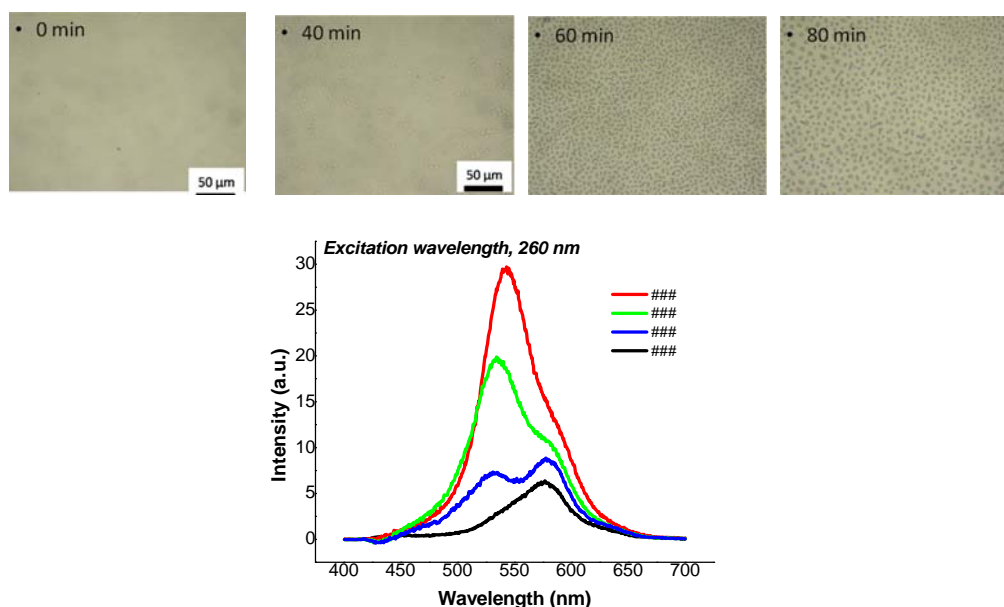 • 0 min
• 40 min
• 60 min
• 80 min
50 µm
50 µm
Excitation wavelength, 260 nm
30
25
20
15
10
5
0
Intensity (a.u.)
###
###
###
###
400 450 500 550 600 650 700
Wavelength (nm)